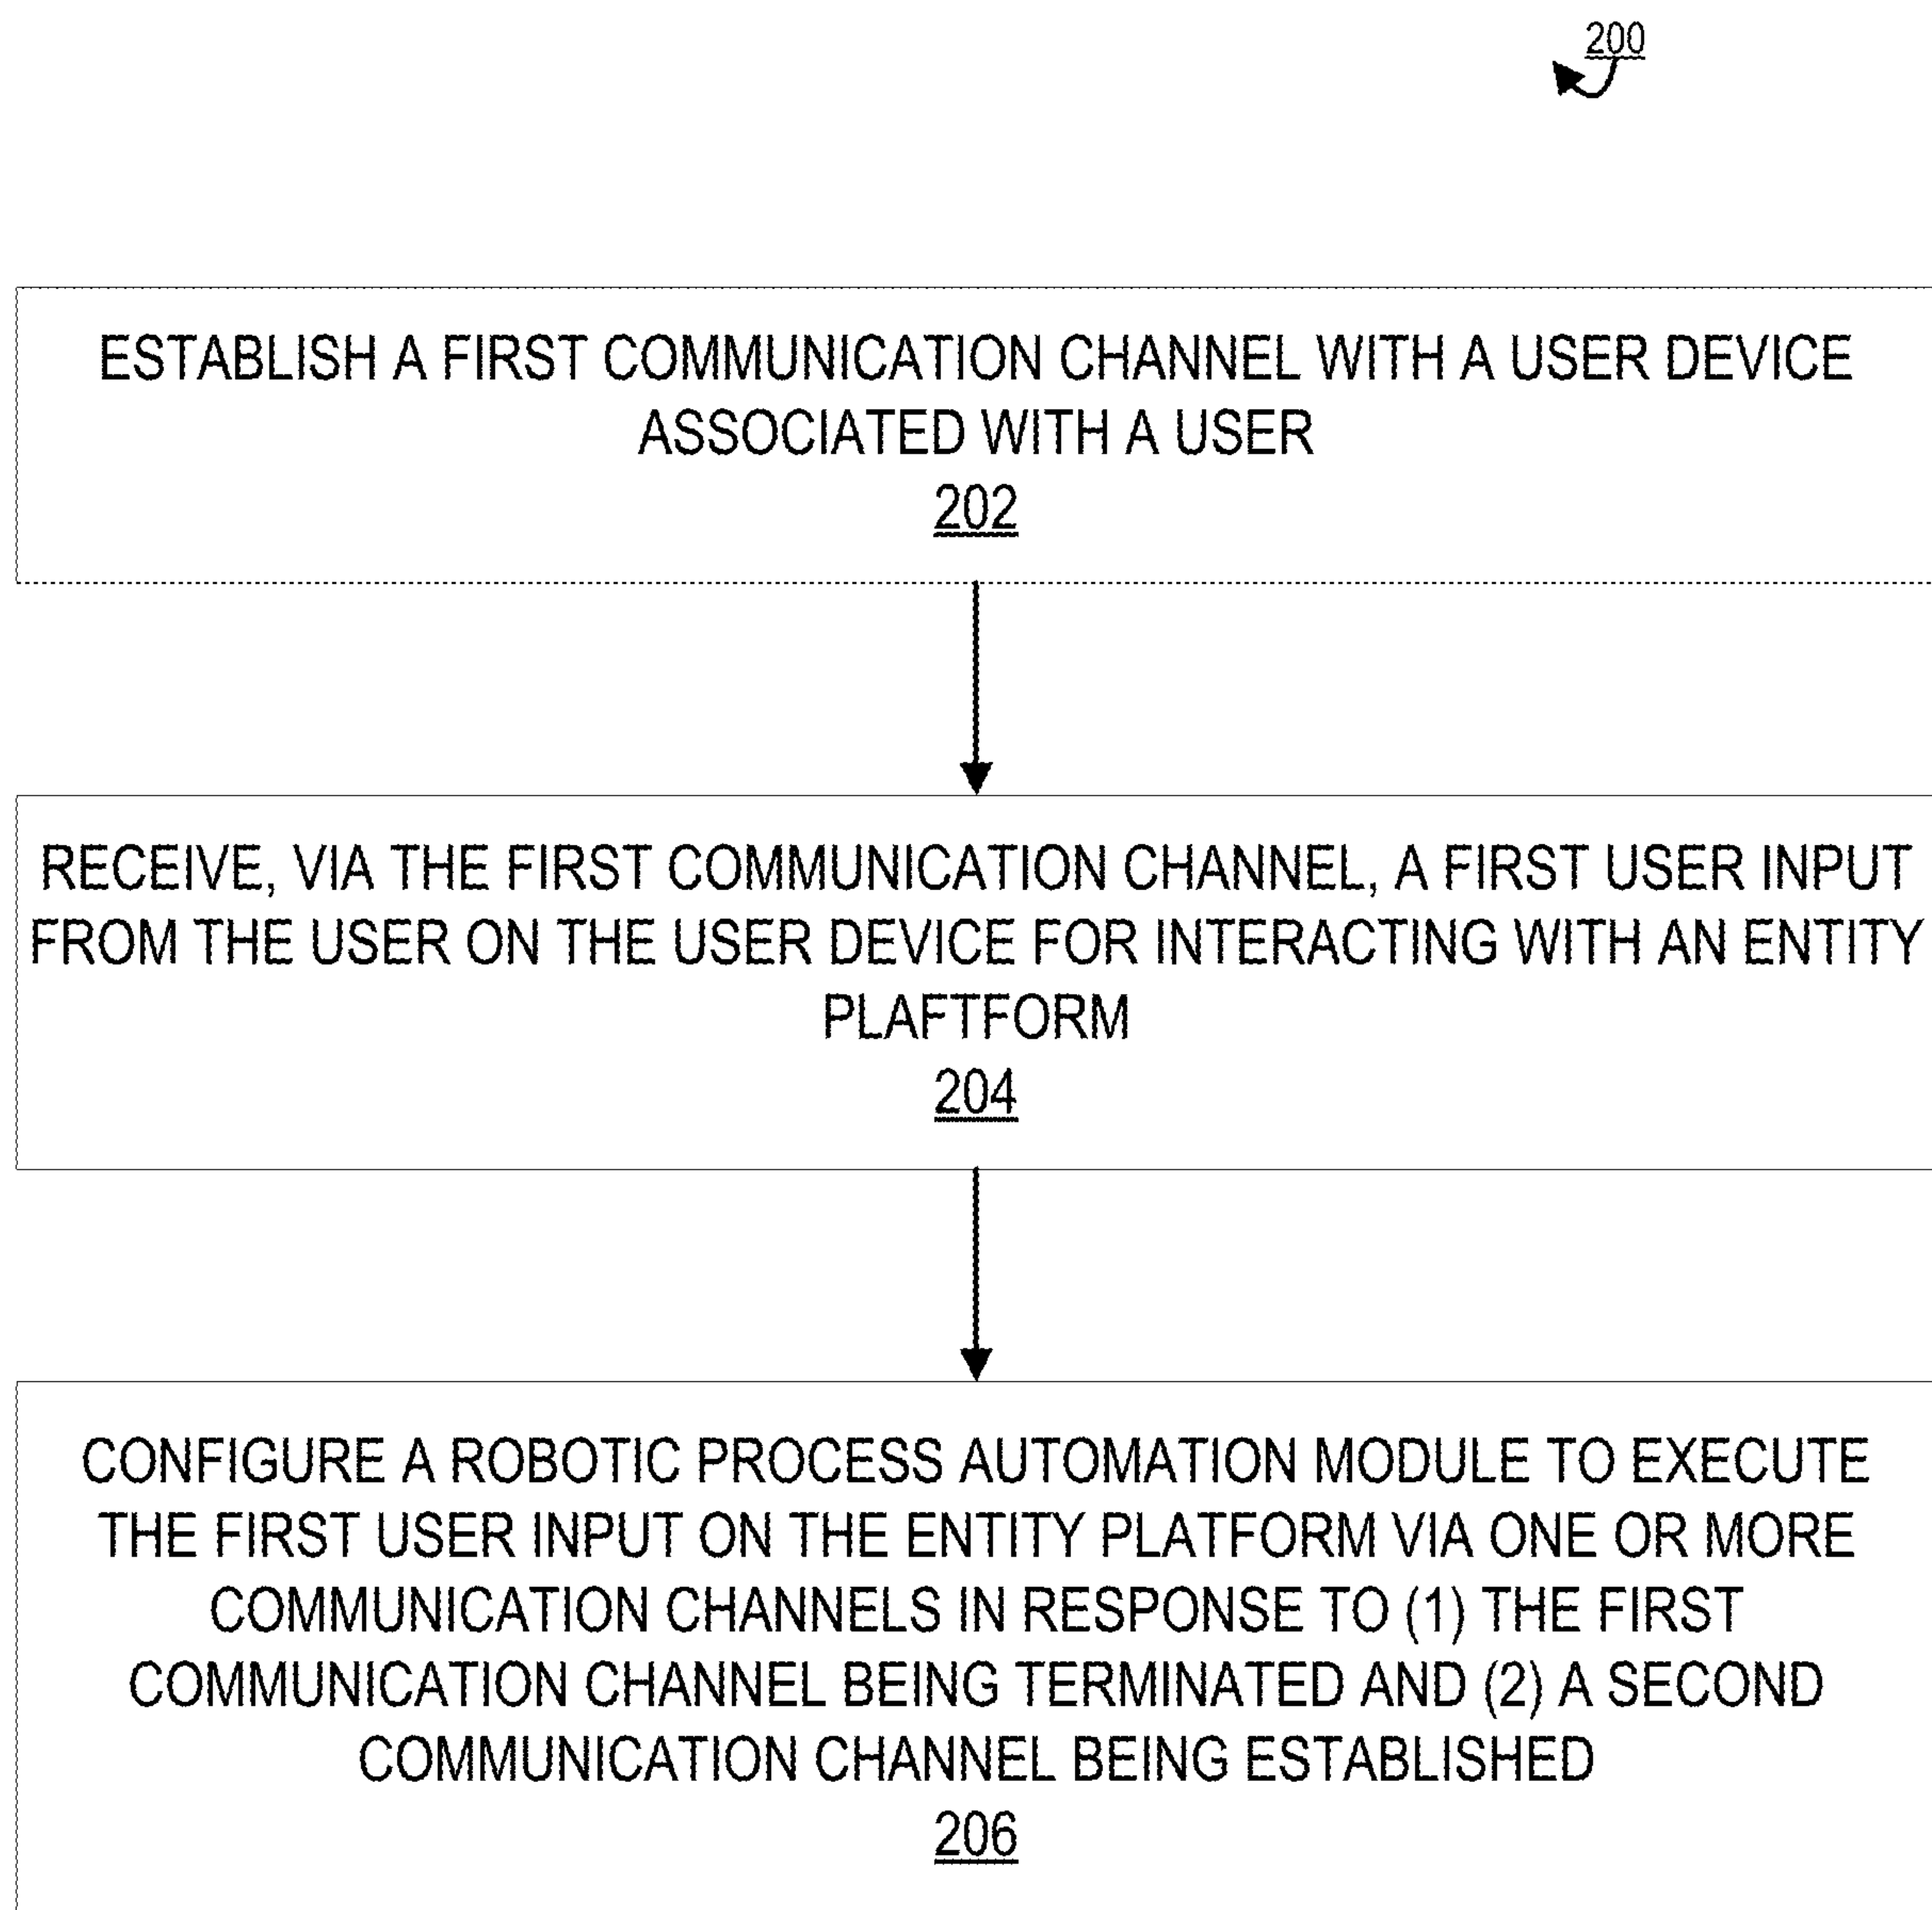 200
ESTABLISH A FIRST COMMUNICATION CHANNEL WITH A USER DEVICE
ASSOCIATED WITH A USER
202
RECEIVE, VIA THE FIRST COMMUNICATION CHANNEL, A FIRST USER INPUT
FROM THE USER ON THE USER DEVICE FOR INTERACTING WITH AN ENTITY
PLAFTFORM
204
CONFIGURE A ROBOTIC PROCESS AUTOMATION MODULE TO EXECUTE
THE FIRST USER INPUT ON THE ENTITY PLATFORM VIA ONE OR MORE
COMMUNICATION CHANNELS IN RESPONSE TO (1) THE FIRST
COMMUNICATION CHANNEL BEING TERMINATED AND (2) A SECOND
COMMUNICATION CHANNEL BEING ESTABLISHED
206